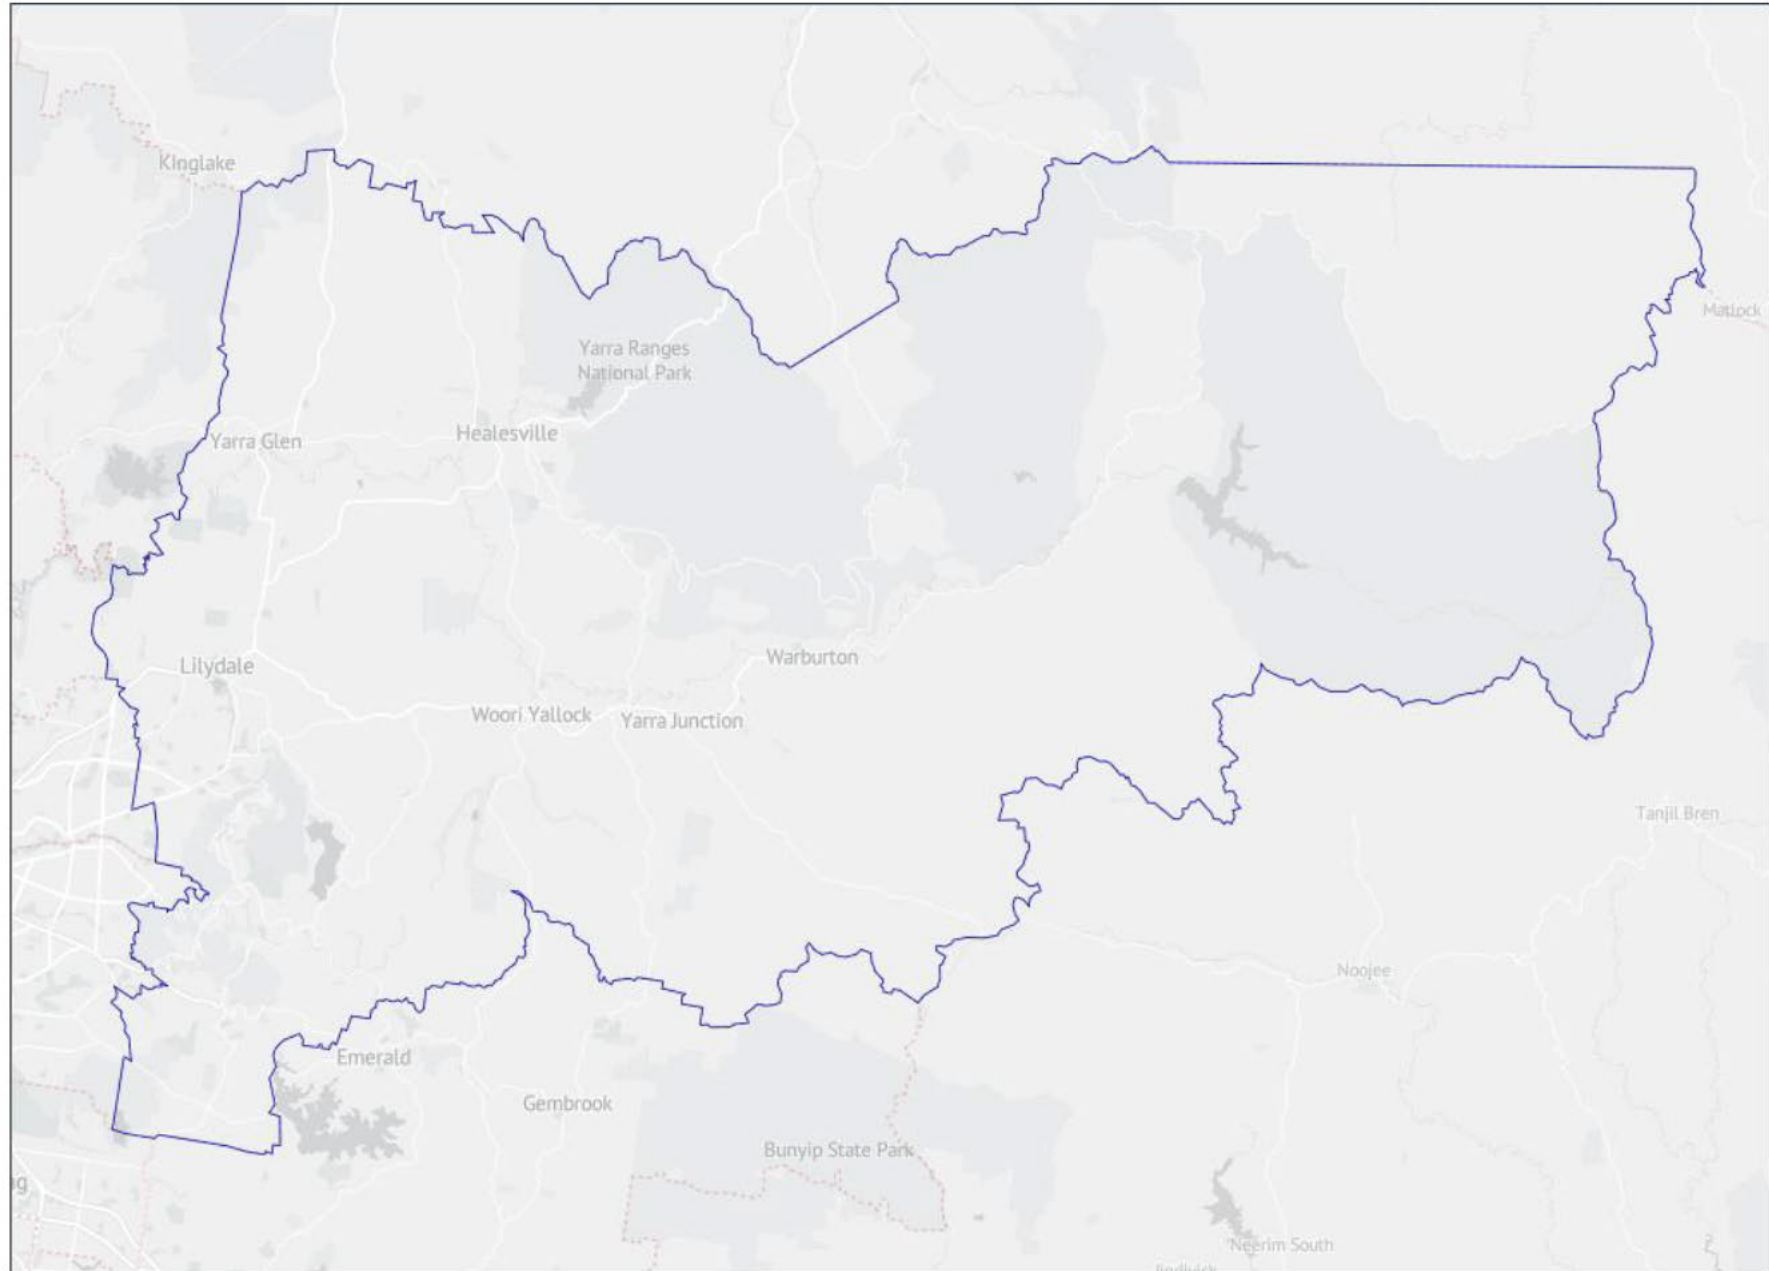 KInglake
Matlock
Yarra Ranges
National Park
Yarra Glen
Healesville
Warburton
Lilydale
Woori Yallock
Yarra Junction
Tanjil Bren
Noojee
Emerald
Gembrook
Bunyip State Park
Neerim South